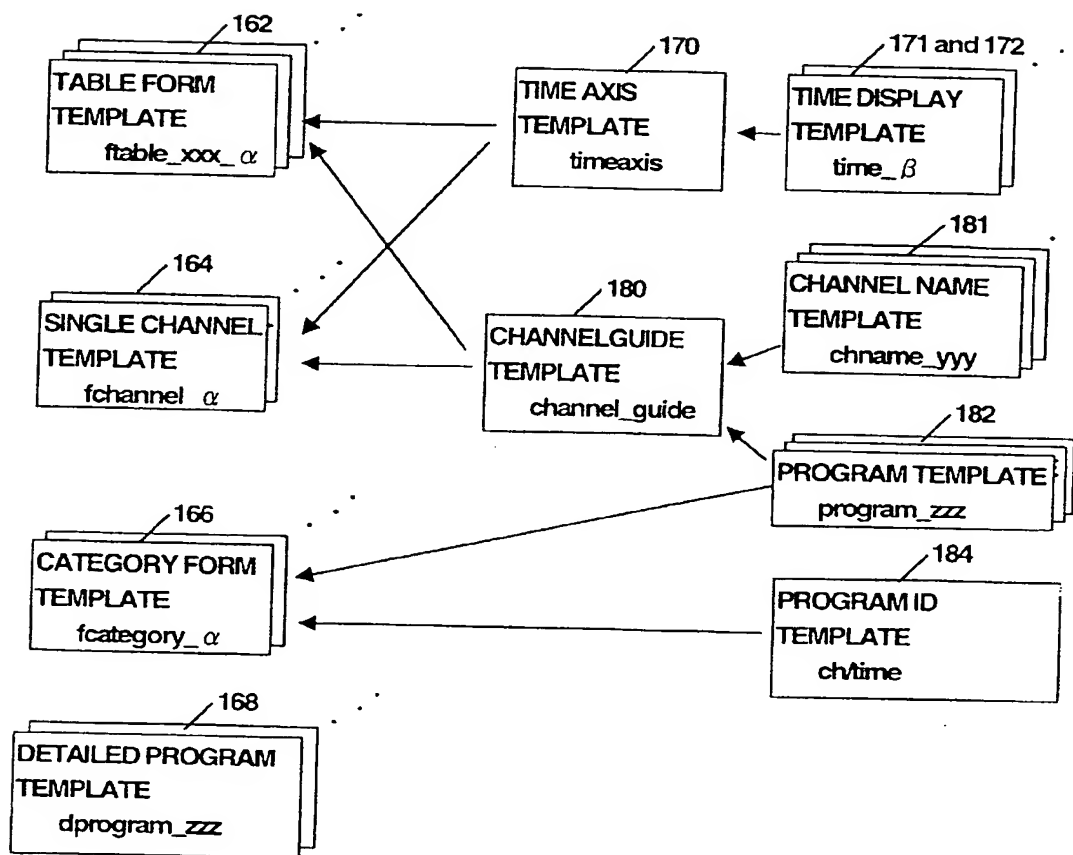 162
TABLE FORM
TEMPLATE
ftable_xxx_α
170
TIME AXIS
TEMPLATE
timeaxis
171 and 172
TIME DISPLAY
TEMPLATE
time_β
164
SINGLE CHANNEL
TEMPLATE
fchannel_α
180
CHANNELGUIDE
TEMPLATE
channel_guide
181
CHANNEL NAME
TEMPLATE
chname_yyy
182
PROGRAM TEMPLATE
program_zzz
166
CATEGORY FORM
TEMPLATE
fcategory_α
184
PROGRAM ID
TEMPLATE
ch/time
168
DETAILED PROGRAM
TEMPLATE
dprogram_zzz